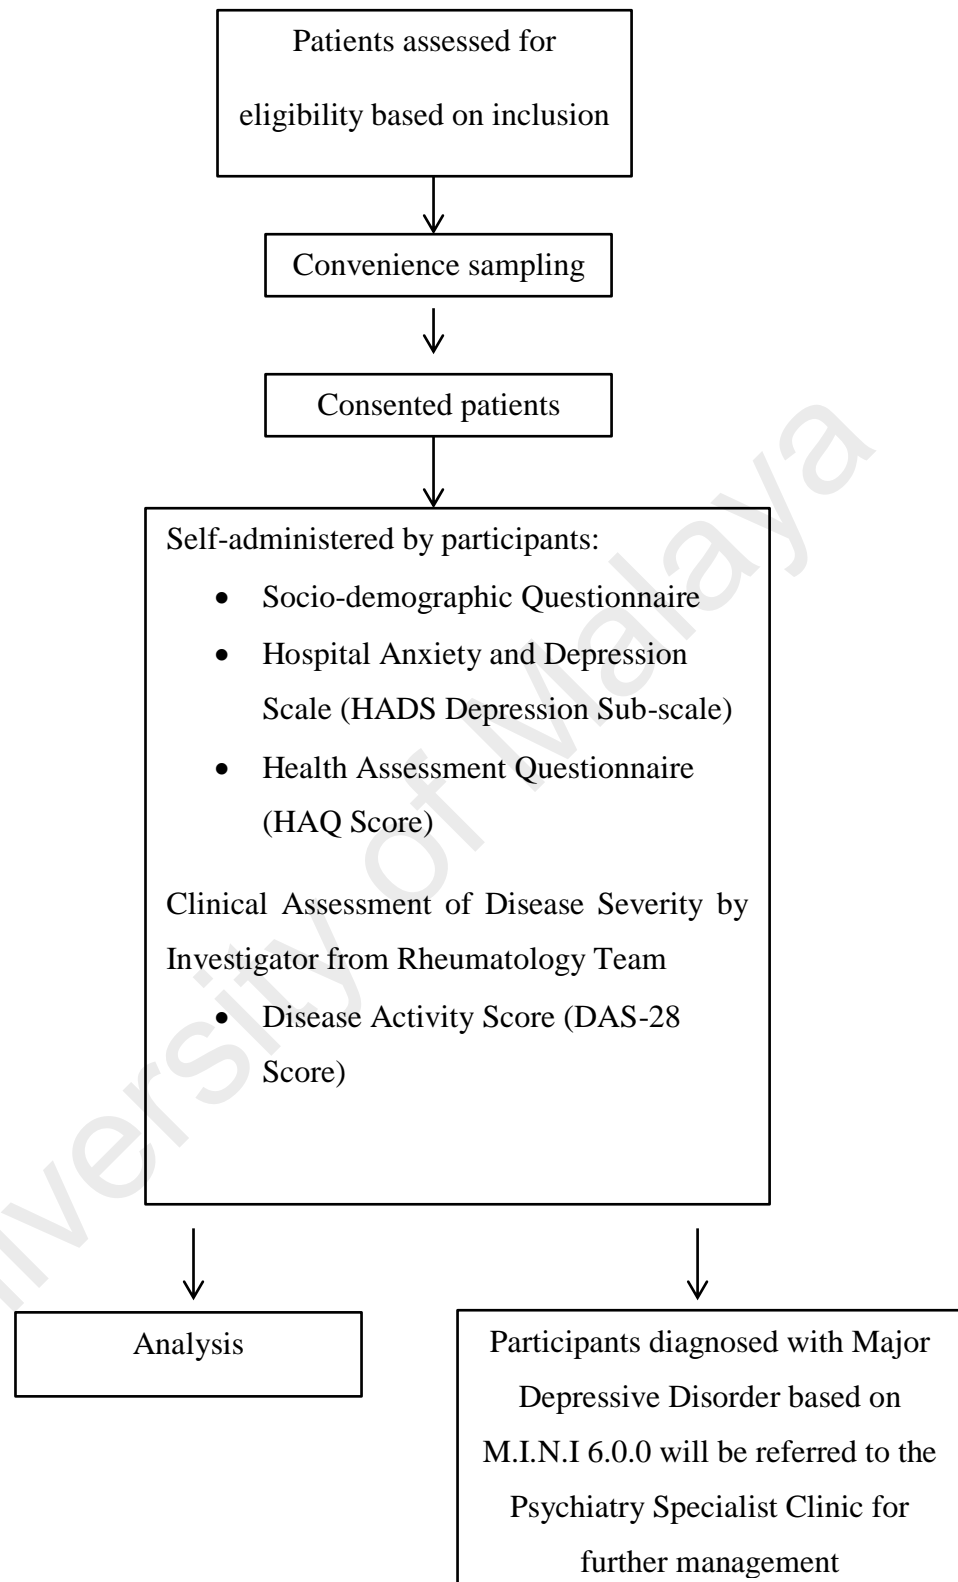 Patients assessed for
eligibility based on inclusion
Convenience sampling
Consented patients
Self-administered by participants:
• Socio-demographic Questionnaire
• Hospital Anxiety and Depression
Scale (HADS Depression Sub-scale)
• Health Assessment Questionnaire
(HAQ Score)
Clinical Assessment of Disease Severity by
Investigator from Rheumatology Team
• Disease Activity Score (DAS-28
Score)
Analysis
Participants diagnosed with Major
Depressive Disorder based on
M.I.N.I 6.0.0 will be referred to the
Psychiatry Specialist Clinic for
further management
iversity of Malaya